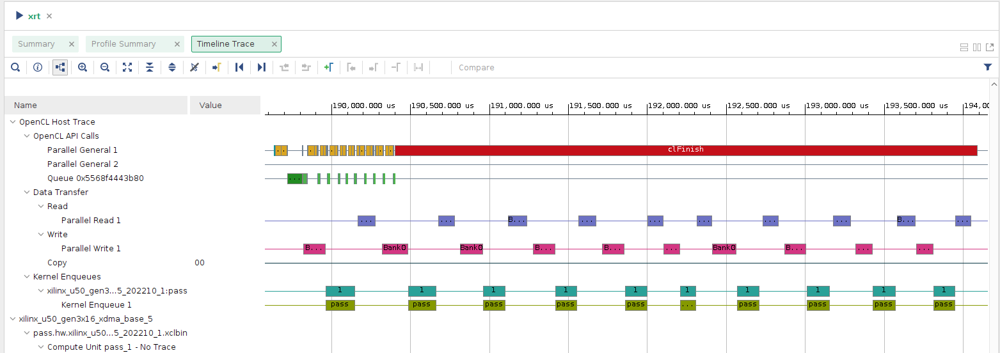 xrt
Summary Profile Summary Timeline Trace
Compare
Name Value
190,000.000 us 190,500.000 us 191,000.000 us 191,500.000 us 192,000.000 us 192,500.000 us 193,000.000 us 193,500.000 us 194,00
OpenCL Host Trace
OpenCL API Calls
Parallel General 1 clFinish
Parallel General 2
Queue 0x5568f4443b80 ...
Data Transfer
Read
Parallel Read 1 ... ... B... ... ... ... ... ... B... ...
Write
Parallel Write 1 B... Bank0 Bank0 B... B... ... Bank0 B... ... ...
Copy 00
Kernel Enqueues
xilinx_u50_gen3...5_202210_1:pass 1 1 1 1 1 1 1 1 1 1
Kernel Enqueue 1 pass pass pass pass pass ... pass pass pass pass
xilinx_u50_gen3x16_xdma_base_5
pass.hw.xilinx_u50...5_202210_1.xclbin
Compute Unit pass_1 - No Trace